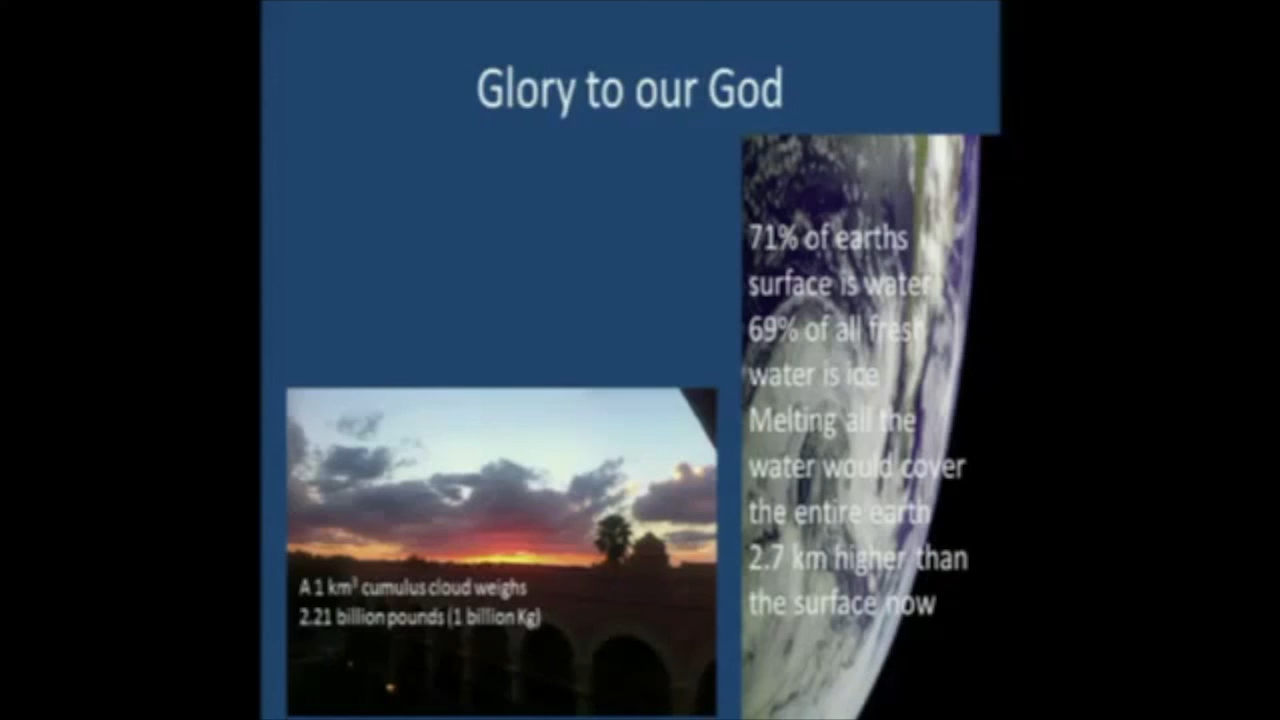 Glory to our God
71% of earths
surface is water
69% of all fresh
water is ice
Melting all the
water would cover
the entire earth
2.7 km higher than
the surface now
A 1 km³ cumulus cloud weighs
2.21 billion pounds (1 billion Kg)